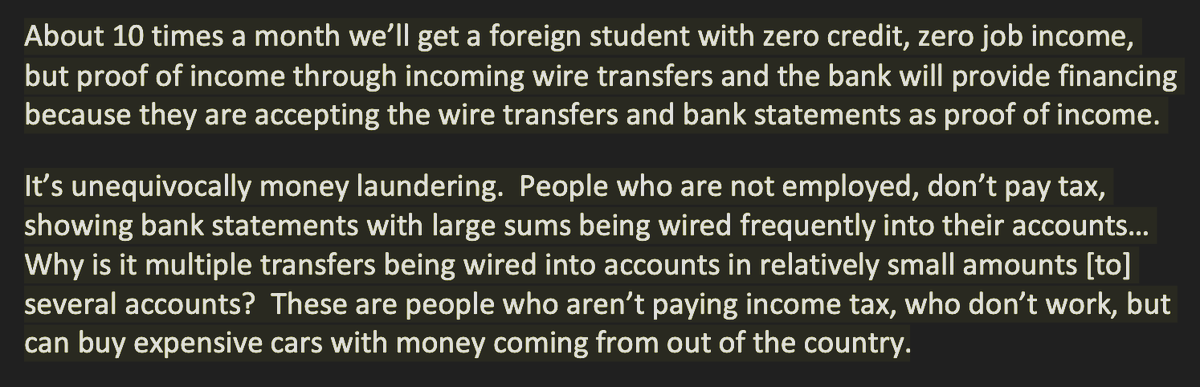 About 10 times a month we’ll get a foreign student with zero credit, zero job income,
but proof of income through incoming wire transfers and the bank will provide financing
because they are accepting the wire transfers and bank statements as proof of income.
It’s unequivocally money laundering.  People who are not employed, don’t pay tax,
showing bank statements with large sums being wired frequently into their accounts…
Why is it multiple transfers being wired into accounts in relatively small amounts [to]
several accounts?  These are people who aren’t paying income tax, who don’t work, but
can buy expensive cars with money coming from out of the country.